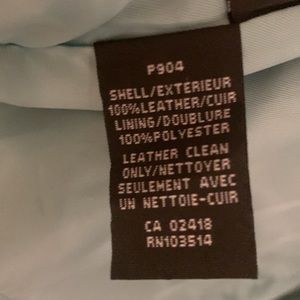 P904
SHELL/EXTERIEUR
100%LEATHER/CUIR
LINING/DOUBLURE
100%POLYESTER
LEATHER CLEAN
ONLY/NETTOYER
SEULEMENT AVEC
UN NETTOIE-CUIR
CA 02418
RN103514